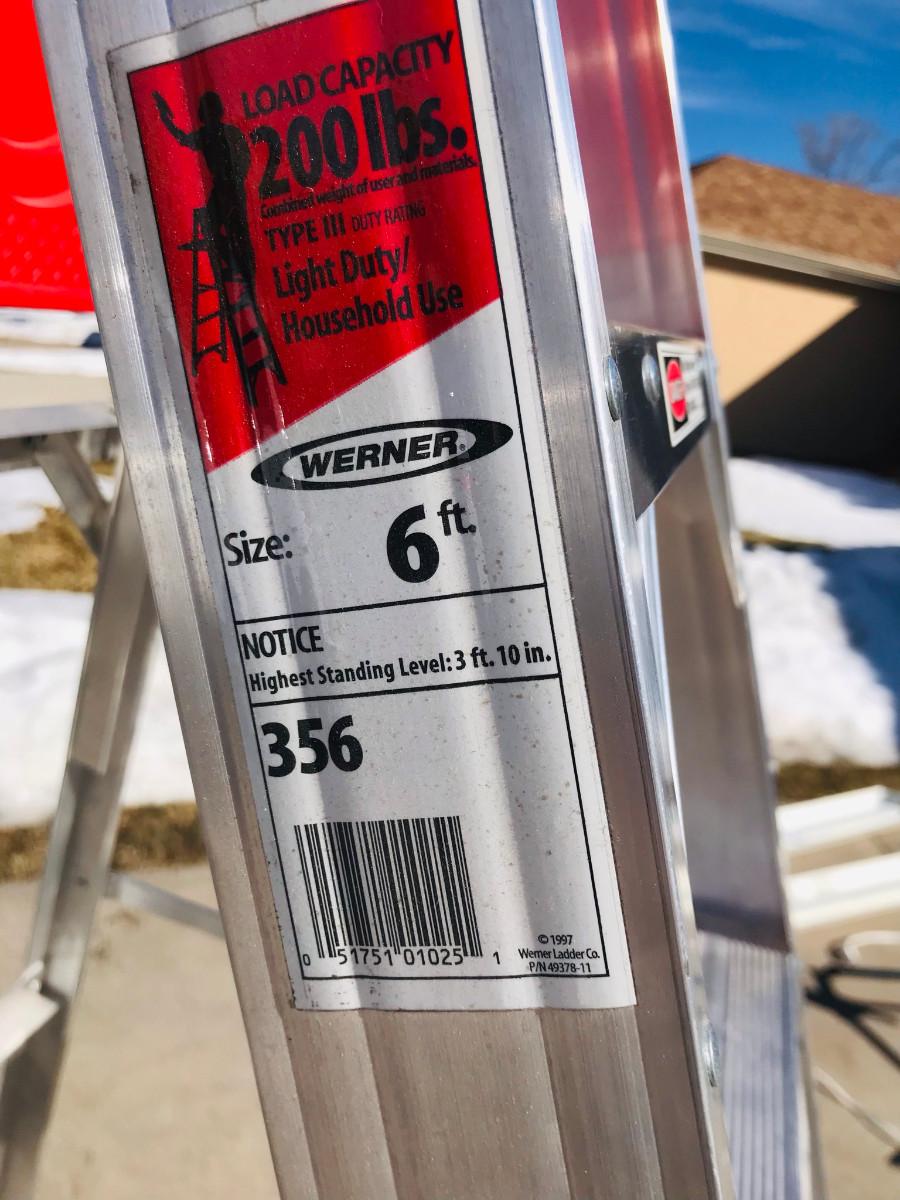 LOAD CAPACITY
200 lbs.
Combined weight of user and materials.
TYPE III DUTY RATING
Light Duty/
Household Use
WERNER®
Size: 6 ft.
NOTICE
Highest Standing Level: 3 ft. 10 in.
356
0 51751 01025 1
© 1997
Werner Ladder Co.
P/N 49378-11